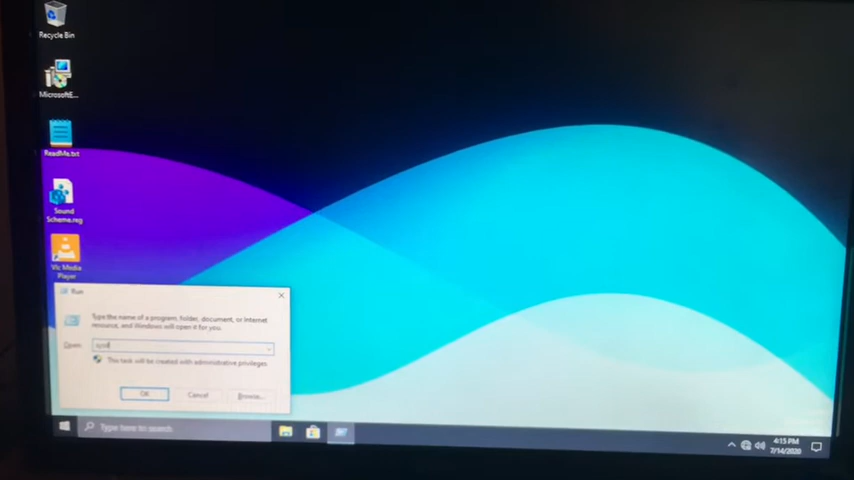 Recycle Bin
MicrosoftE...
ReadMe.txt
Sound
Scheme.reg
Vlc Media
Player
Run
Type the name of a program, folder, document, or Internet
resource, and Windows will open it for you.
Open:
This task will be created with administrative privileges.
OK Cancel Browse...
Type here to search
4:15 PM
7/14/2020